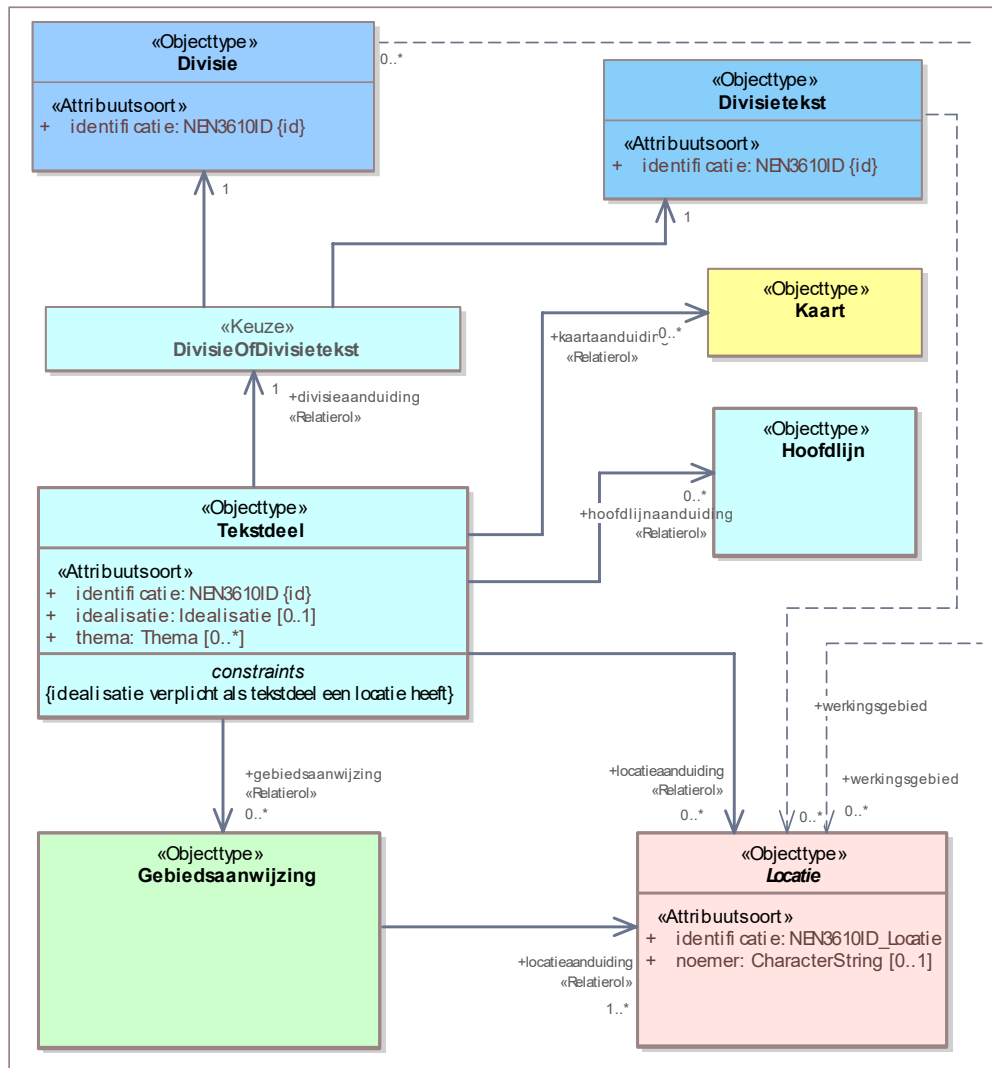 «Objecttype»
Divisie
«Attribuutsoort»
+ identificatie: NEN3610ID {id}
0..*
«Objecttype»
Divisietekst
«Attribuutsoort»
+ identificatie: NEN3610ID {id}
1
1
«Keuze»
DivisieOfDivisietekst
«Objecttype»
Kaart
+kaartaanduiding
0..*
«Relatierol»
1
+divisieaanduiding
«Relatierol»
«Objecttype»
Hoofdlijn
0..*
+hoofdlijnaanduiding
«Relatierol»
«Objecttype»
Tekstdeel
«Attribuutsoort»
+ identificatie: NEN3610ID {id}
+ idealisatie: Idealisatie [0..1]
+ thema: Thema [0..*]
constraints
{idealisatie verplicht als tekstdeel een locatie heeft}
+werkingsgebied
+gebiedsaanwijzing
«Relatierol»
0..*
+locatieaanduiding
«Relatierol»
0..*
+werkingsgebied
0..*
0..*
«Objecttype»
Gebiedsaanwijzing
«Objecttype»
Locatie
«Attribuutsoort»
+ identificatie: NEN3610ID_Locatie
+ noemer: CharacterString [0..1]
+locatieaanduiding
«Relatierol»
1..*